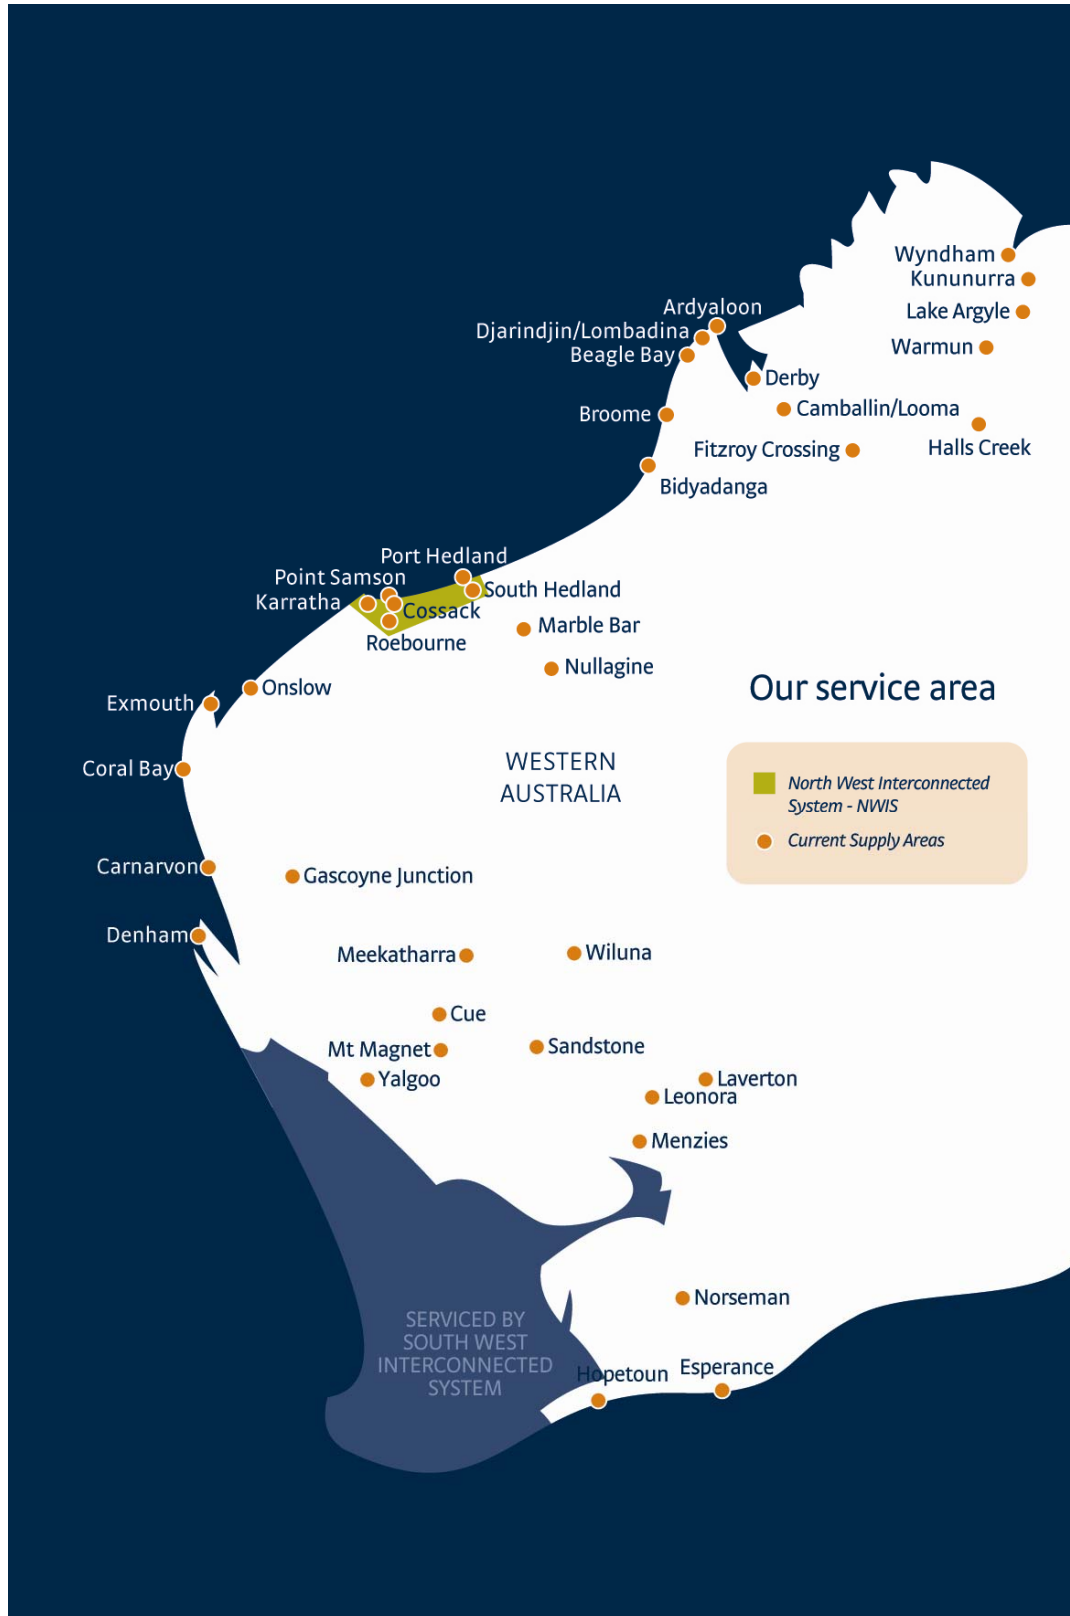 Wyndham
Kununurra
Ardyaloon
Lake Argyle
Djarindjin/Lombadina
Warmun
Beagle Bay
Derby
Camballin/Looma
Broome
Halls Creek
Fitzroy Crossing
Bidyadanga
Port Hedland
Point Samson
South Hedland
Karratha
Cossack
Marble Bar
Roebourne
Nullagine
Onslow
Our service area
Exmouth
WESTERN
AUSTRALIA
Coral Bay
North West Interconnected
System - NWIS
Current Supply Areas
Carnarvon
Gascoyne Junction
Denham
Meekatharra
Wiluna
Cue
Mt Magnet
Sandstone
Yalgoo
Laverton
Leonora
Menzies
Norseman
SERVICED BY
SOUTH WEST
INTERCONNECTED
SYSTEM
Hopetoun
Esperance